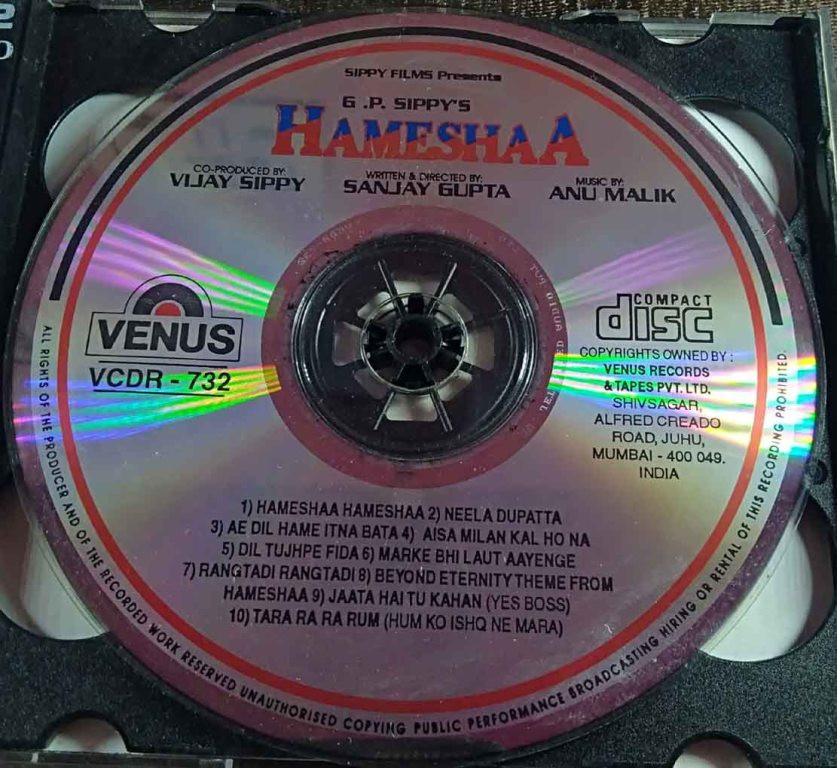 2
0
SIPPY FILMS Presents
G .P. SIPPY'S
HAMESHAA
CO-PRODUCED BY:
VIJAY SIPPY
WRITTEN & DIRECTED BY:
SANJAY GUPTA
MUSIC BY:
ANU MALIK
VENUS
VCDR - 732
COMPACT
disc
COPYRIGHTS OWNED BY :
VENUS RECORDS
& TAPES PVT. LTD.
SHIVSAGAR,
ALFRED CREADO
ROAD, JUHU,
MUMBAI - 400 049.
INDIA
1) HAMESHAA HAMESHAA 2) NEELA DUPATTA
3) AE DIL HAME ITNA BATA 4) AISA MILAN KAL HO NA
5) DIL TUJHPE FIDA 6) MARKE BHI LAUT AAYENGE
7) RANGTADI RANGTADI 8) BEYOND ETERNITY THEME FROM
HAMESHAA 9) JAATA HAI TU KAHAN (YES BOSS)
10) TARA RA RA RUM (HUM KO ISHQ NE MARA)
ALL RIGHTS OF THE PRODUCER AND OF THE RECORDED WORK RESERVED UNAUTHORISED COPYING PUBLIC PERFORMANCE BROADCASTING HIRING OR RENTAL OF THIS RECORDING PROHIBITED.